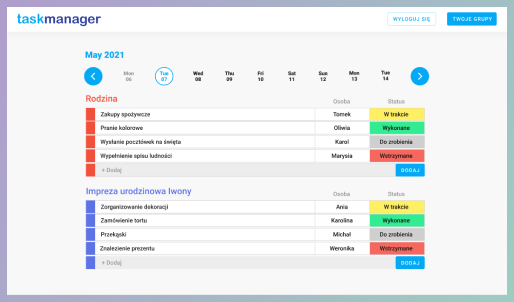 taskmanager
WYLOGUJ SIĘ
TWOJE GRUPY
May 2021
Mon Tue Wed Thu Fri Sat Sun Mon Tue
06 07 08 09 10 11 12 13 14
Rodzina Osoba Status
Zakupy spożywcze Tomek W trakcie
Pranie kolorowe Oliwia Wykonane
Wysłanie pocztówek na święta Karol Do zrobienia
Wypełnienie spisu ludności Marysia Wstrzymane
+ Dodaj DODAJ
Impreza urodzinowa Iwony Osoba Status
Zorganizowanie dekoracji Ania W trakcie
Zamówienie tortu Karolina Wykonane
Przekąski Michał Do zrobienia
Znalezienie prezentu Weronika Wstrzymane
+ Dodaj DODAJ